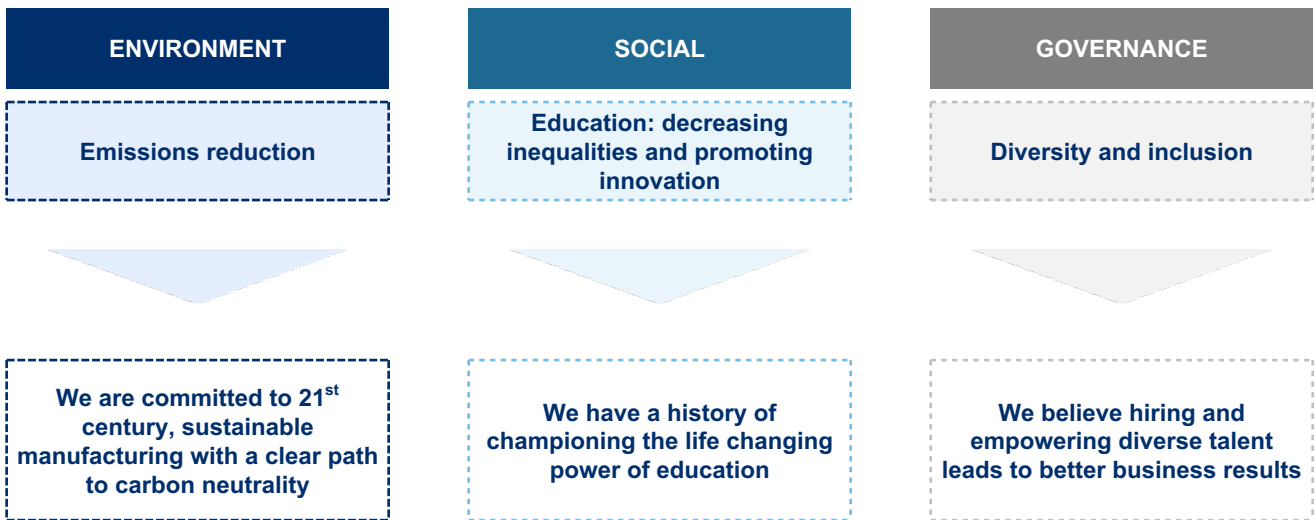 ENVIRONMENT
SOCIAL
GOVERNANCE
Emissions reduction
Education: decreasing
inequalities and promoting
innovation
Diversity and inclusion
We are committed to 21st
century, sustainable
manufacturing with a clear path
to carbon neutrality
We have a history of
championing the life changing
power of education
We believe hiring and
empowering diverse talent
leads to better business results